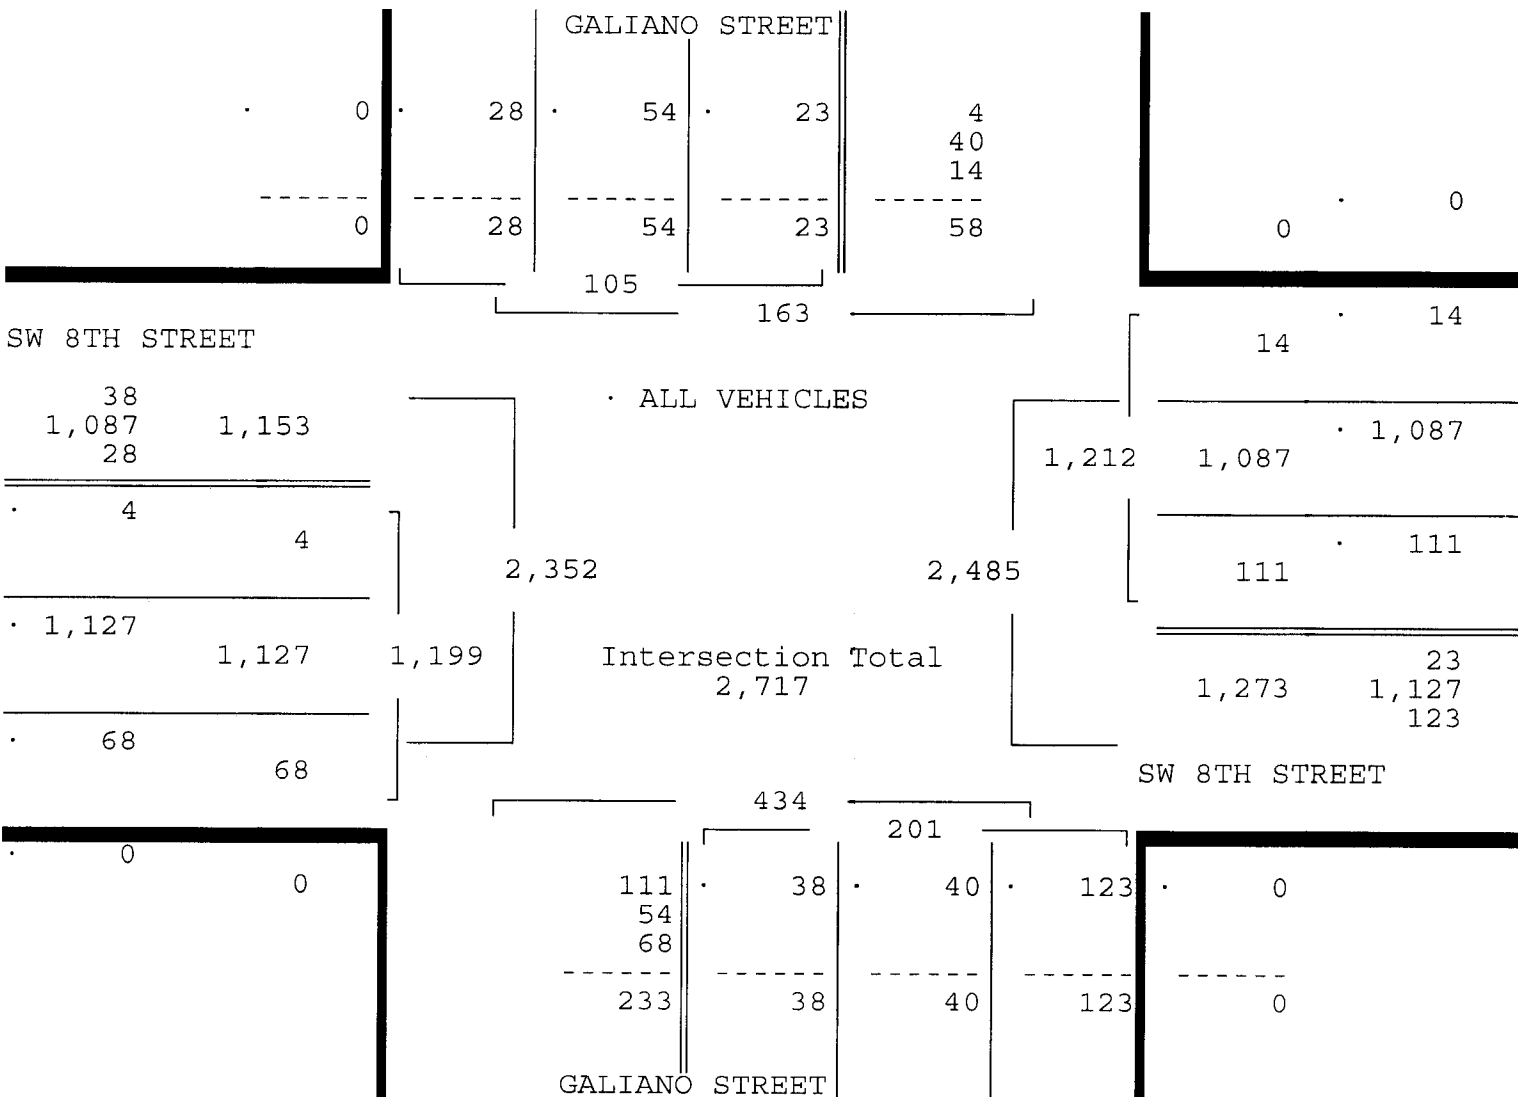 GALIANO STREET
· 0 · 28 · 54 · 23 4
40
14
------ ------ ------ ------ ------
0 28 54 23 58
· 0
0
105
163
SW 8TH STREET
· 14
14
38
1,087 1,153
28
· ALL VEHICLES
· 1,087
1,212 1,087
· 4
4
· 111
111
2,352
2,485
· 1,127
1,127 1,199
Intersection Total
2,717
23
1,273 1,127
123
· 68
68
SW 8TH STREET
434
201
· 0
0
111 · 38 · 40 · 123 · 0
54
68
------ ------ ------ ------ ------
233 38 40 123 0
GALIANO STREET